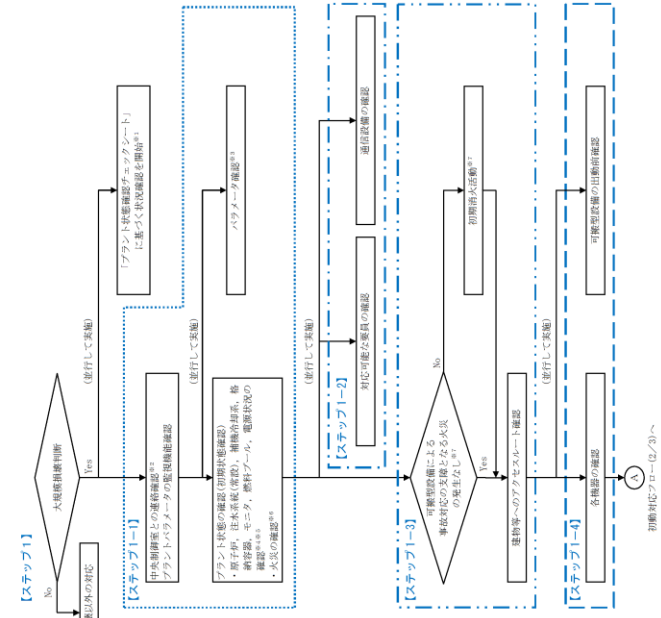 【ステップ1】
大規模損壊判断
No
Yes
以外の対応
(並行して実施)
「プラント状態確認チェックシート」
に基づく状況確認を開始※1
【ステップ1-1】
中央制御室との連絡確認※2
プラントパラメータの監視機能確認
(並行して実施)
パラメータ確認※3
プラント状態の確認(初期状態確認)
・原子炉，注水系統(常設)，補機冷却系，格
納容器，モニタ，燃料プール，電源状況の
確認※4※5
・火災の確認※6
(並行して実施)
【ステップ1-2】
対応可能な要員の確認
通信設備の確認
【ステップ1-3】
可搬型設備による
事故対応の支障となる火災
の発生なし※7
No
初期消火活動※7
Yes
建物等へのアクセスルート確認
(並行して実施)
【ステップ1-4】
各機器の確認
可搬型設備の出動前確認
A
初動対応フロー(2/3)へ